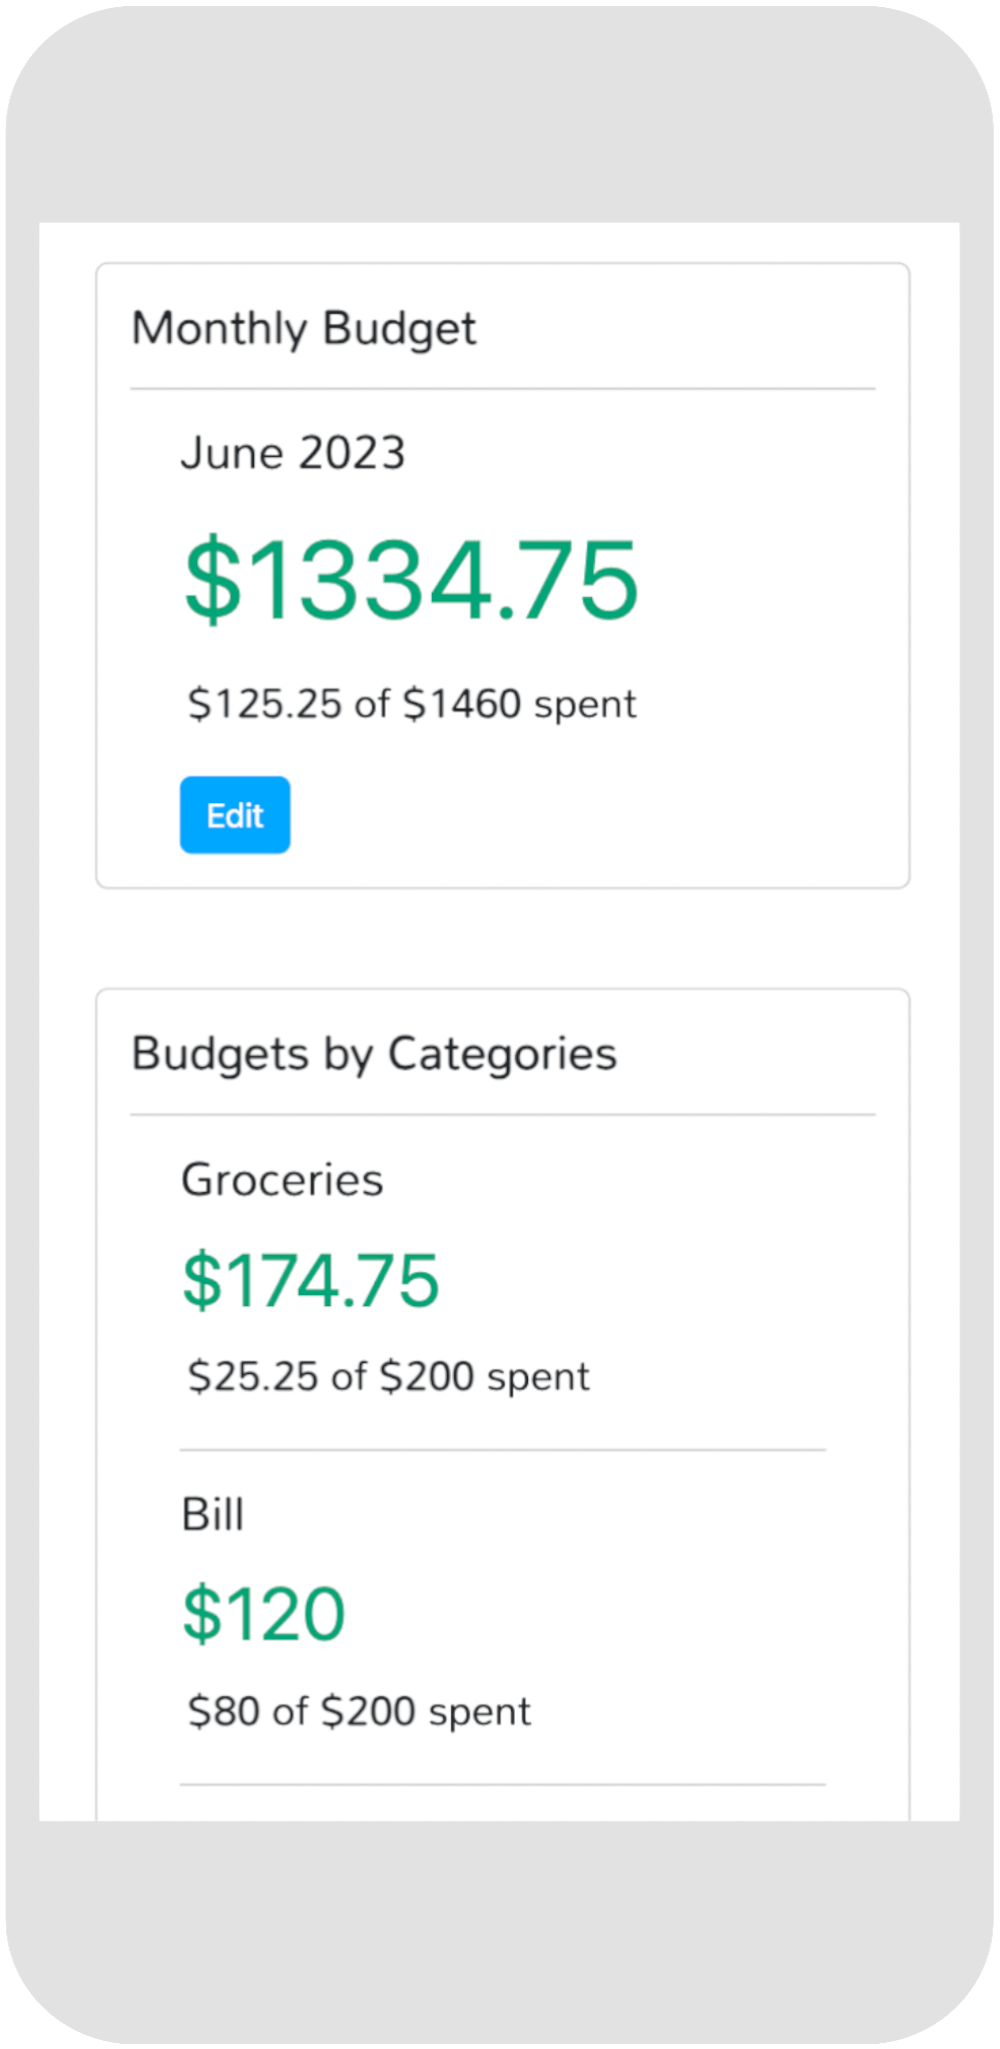 Monthly Budget
June 2023
$1334.75
$125.25 of $1460 spent
Edit
Budgets by Categories
Groceries
$174.75
$25.25 of $200 spent
Bill
$120
$80 of $200 spent